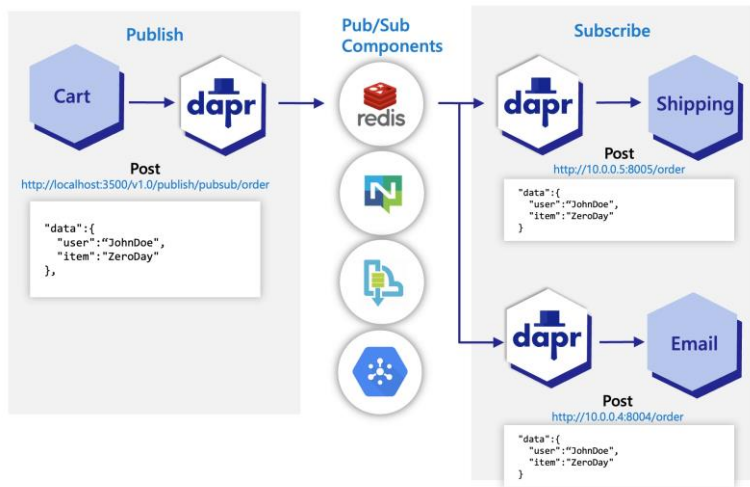 Publish
Cart
dapr
Post
http://localhost:3500/v1.0/publish/pubsub/order
"data":{
"user":“JohnDoe",
"item":"ZeroDay"
},
Pub/Sub
Components
redis
N
Subscribe
dapr
Shipping
Post
http://10.0.0.5:8005/order
"data":{
"user":“JohnDoe",
"item":"ZeroDay"
}
dapr
Email
Post
http://10.0.0.4:8004/order
"data":{
"user":“JohnDoe",
"item":"ZeroDay"
}